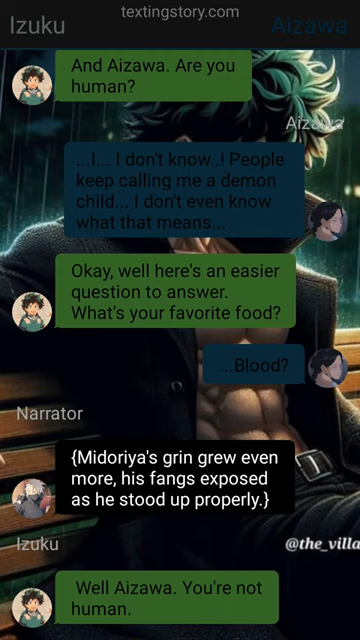 textingstory.com
Izuku
Aizawa
And Aizawa. Are you
human?
Aizawa
...I... I don't know..! People
keep calling me a demon
child... I don't even know
what that means...
Okay, well here's an easier
question to answer.
What's your favorite food?
...Blood?
Narrator
{Midoriya's grin grew even
more, his fangs exposed
as he stood up properly.}
Izuku
@the_villa
Well Aizawa. You're not
human.